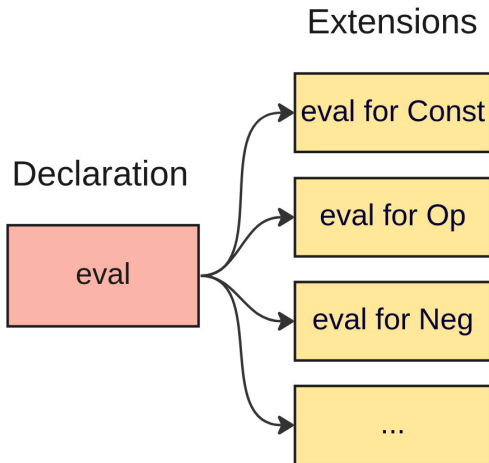 Extensions
eval for Const
Declaration
eval for Op
eval
eval for Neg
...